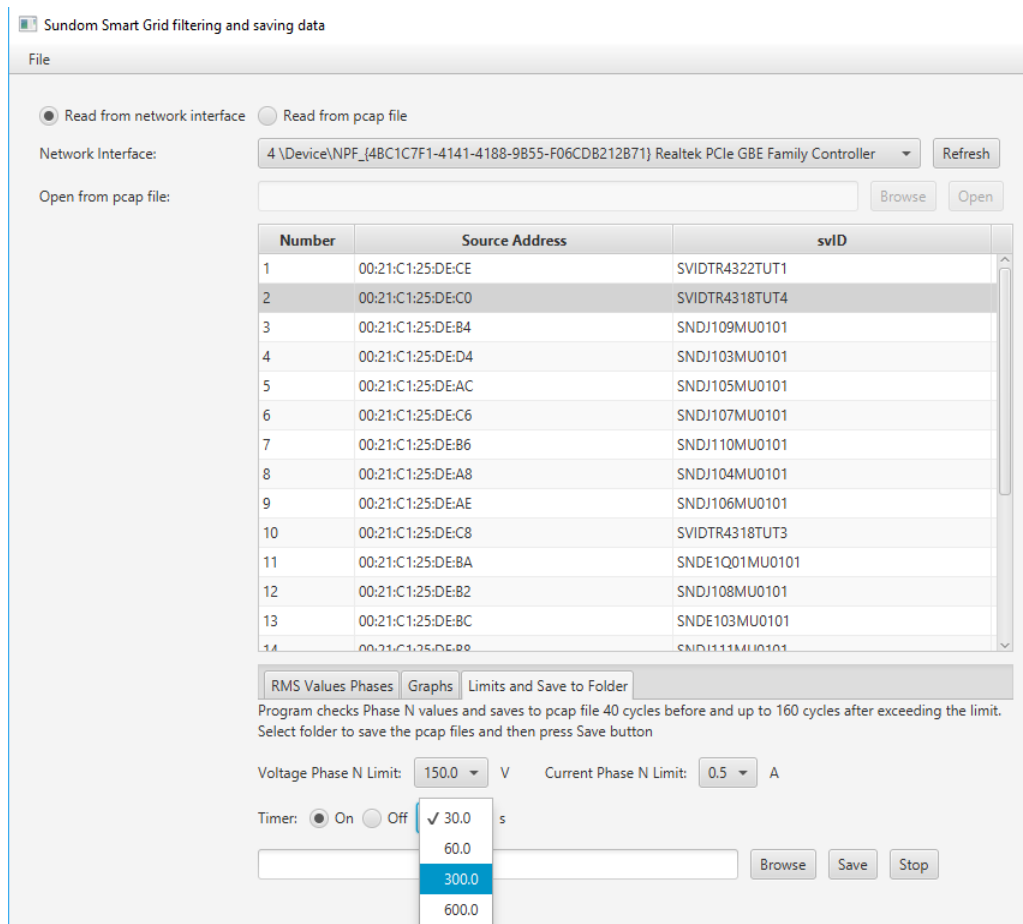 Sundom Smart Grid filtering and saving data
File
Read from network interface Read from pcap file
Network Interface: 4 \Device\NPF_{4BC1C7F1-4141-4188-9B55-F06CDB212B71} Realtek PCIe GBE Family Controller Refresh
Open from pcap file: Browse Open
Number Source Address svID
1 00:21:C1:25:DE:CE SVIDTR4322TUT1
2 00:21:C1:25:DE:C0 SVIDTR4318TUT4
3 00:21:C1:25:DE:B4 SNDJ109MU0101
4 00:21:C1:25:DE:D4 SNDJ103MU0101
5 00:21:C1:25:DE:AC SNDJ105MU0101
6 00:21:C1:25:DE:C6 SNDJ107MU0101
7 00:21:C1:25:DE:B6 SNDJ110MU0101
8 00:21:C1:25:DE:A8 SNDJ104MU0101
9 00:21:C1:25:DE:AE SNDJ106MU0101
10 00:21:C1:25:DE:C8 SVIDTR4318TUT3
11 00:21:C1:25:DE:BA SNDE1Q01MU0101
12 00:21:C1:25:DE:B2 SNDJ108MU0101
13 00:21:C1:25:DE:BC SNDE103MU0101
14 SNDJ111MU0101
RMS Values Phases Graphs Limits and Save to Folder
Program checks Phase N values and saves to pcap file 40 cycles before and up to 160 cycles after exceeding the limit.
Select folder to save the pcap files and then press Save button
Voltage Phase N Limit: 150.0 V Current Phase N Limit: 0.5 A
Timer: On Off ✓ 30.0 s
60.0
300.0 Browse Save Stop
600.0